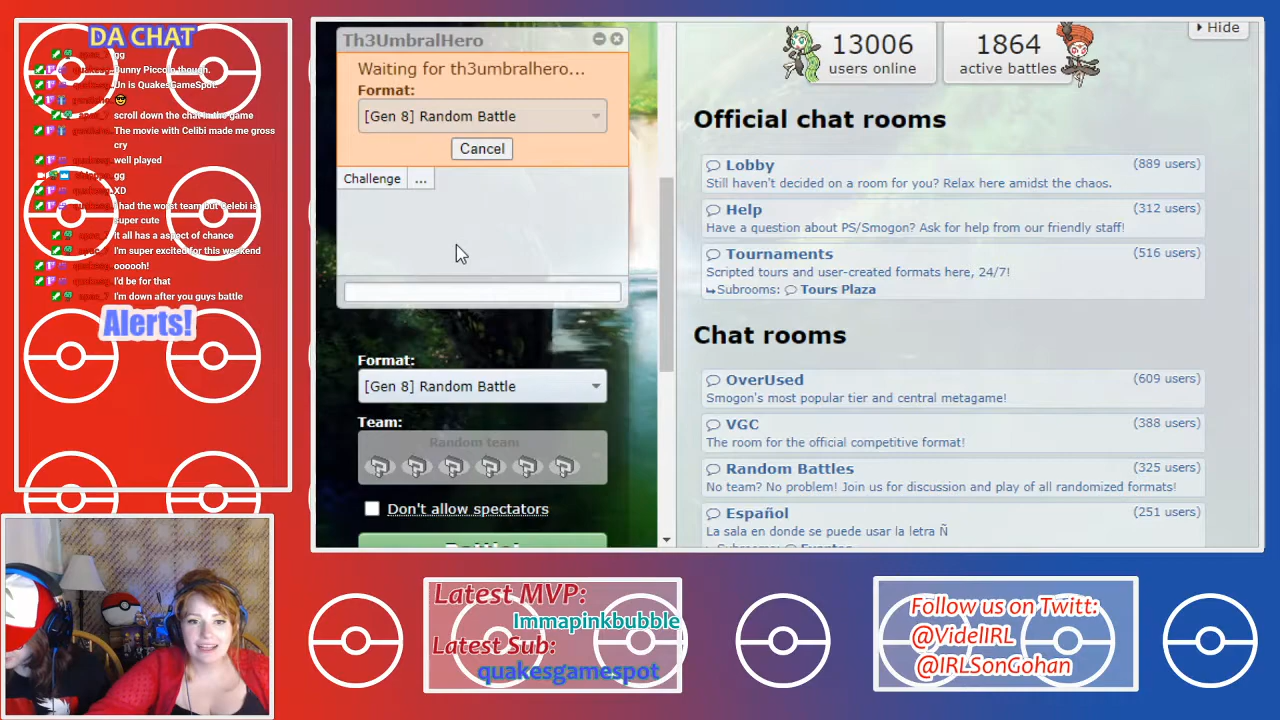 DA CHAT
gg
Bunny Piccolo though.
Un is QuakesGameSpot.
scroll down the chat in the game
The movie with Celibi made me gross
cry
well played
gg
XD
I had the worst team but Celebi is
super cute
It all has a aspect of chance
I'm super excited for this weekend
oooooh!
I'd be for that
I'm down after you guys battle
Alerts!
Th3UmbralHero
Waiting for th3umbralhero...
Format:
[Gen 8] Random Battle
Cancel
Challenge
...
Format:
[Gen 8] Random Battle
Team:
Random team
Don't allow spectators
13006
users online
1864
active battles
Hide
Official chat rooms
Lobby (889 users)
Still haven't decided on a room for you? Relax here amidst the chaos.
Help (312 users)
Have a question about PS/Smogon? Ask for help from our friendly staff!
Tournaments (516 users)
Scripted tours and user-created formats here, 24/7!
Subrooms: Tours Plaza
Chat rooms
OverUsed (609 users)
Smogon's most popular tier and central metagame!
VGC (388 users)
The room for the official competitive format!
Random Battles (325 users)
No team? No problem! Join us for discussion and play of all randomized formats!
Español (251 users)
La sala en donde se puede usar la letra Ñ
Latest MVP:
Immapinkbubble
Latest Sub:
quakesgamespot
Follow us on Twitt:
@VidelIRL
@IRLSonGohan